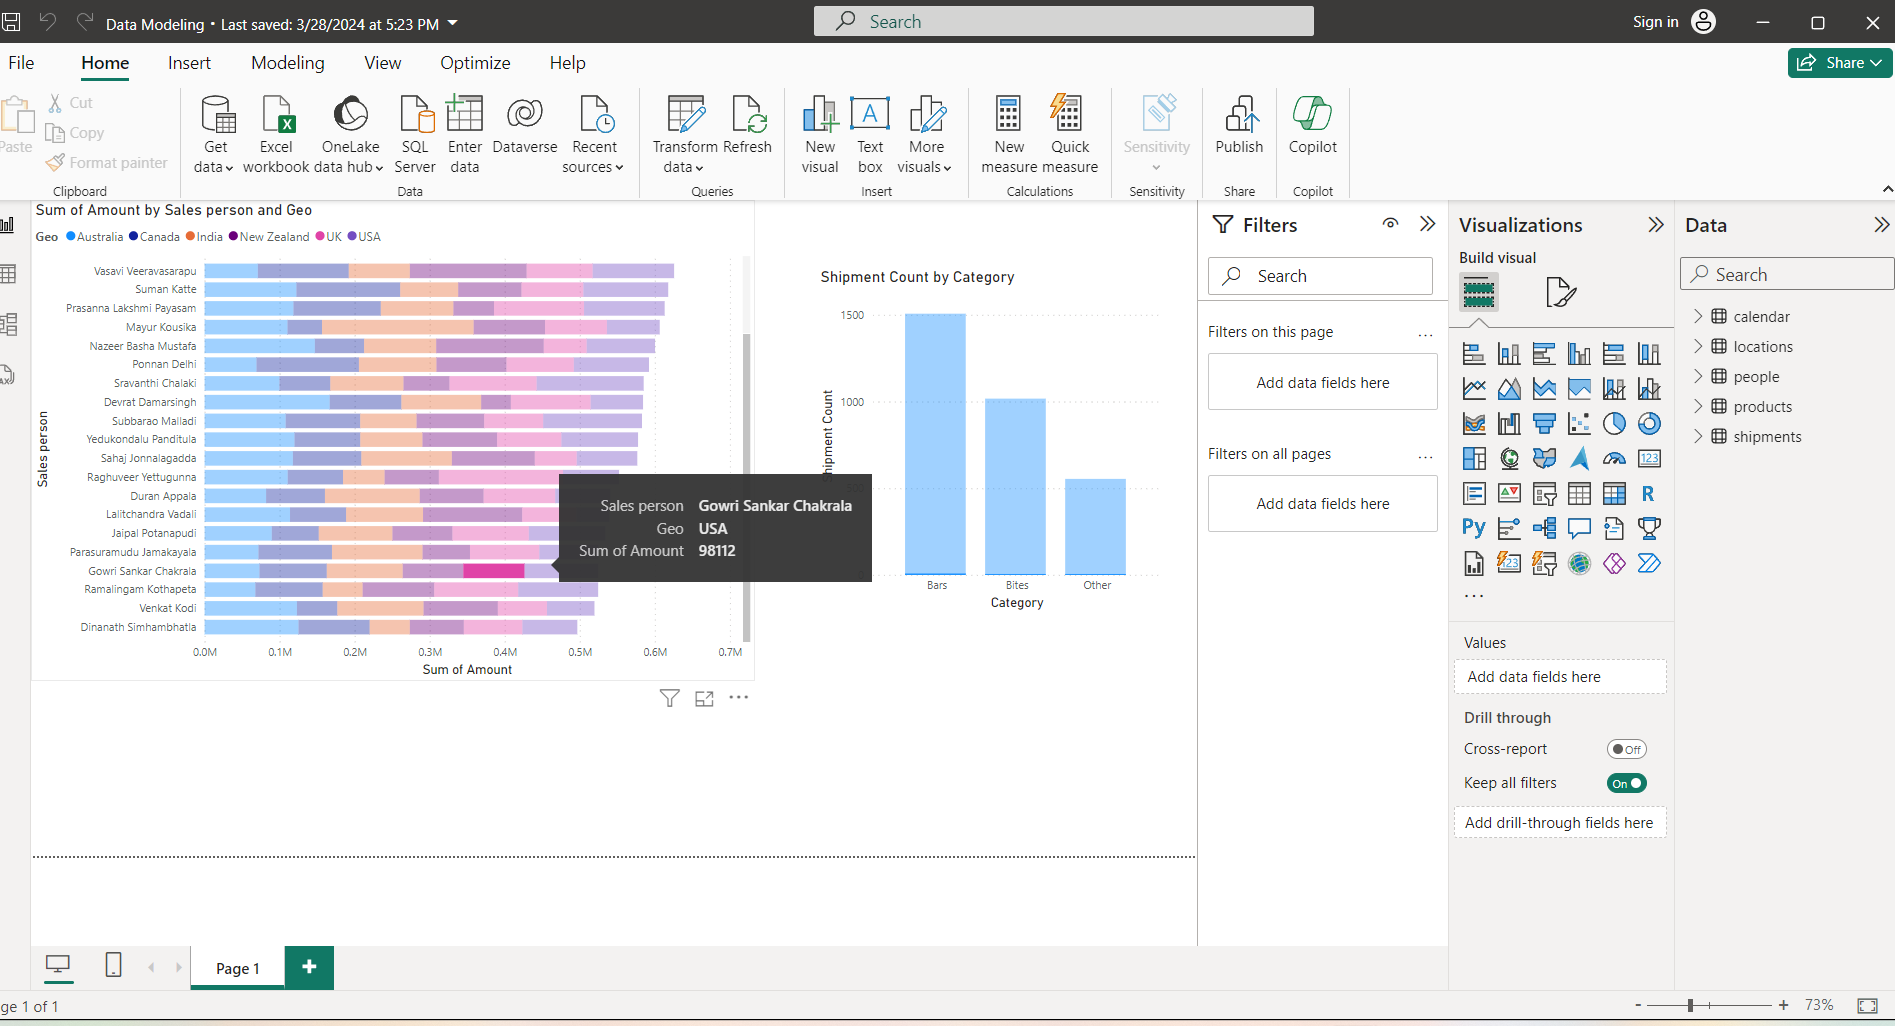 Data Modeling • Last saved: 3/28/2024 at 5:23 PM
Search
Sign in
File Home Insert Modeling View Optimize Help
Share
Paste
Cut
Copy
Format painter
Clipboard
Get data
Excel workbook
OneLake data hub
SQL Server
Enter data
Dataverse
Recent sources
Data
Transform data
Refresh
Queries
New visual
Text box
More visuals
Insert
New measure
Quick measure
Calculations
Sensitivity
Sensitivity
Publish
Share
Copilot
Copilot
Sum of Amount by Sales person and Geo
Geo Australia Canada India New Zealand UK USA
Sales person
Vasavi Veeravasarapu
Suman Katte
Prasanna Lakshmi Payasam
Mayur Kousika
Nazeer Basha Mustafa
Ponnan Delhi
Sravanthi Chalaki
Devrat Damarsingh
Subbarao Malladi
Yedukondalu Panditula
Sahaj Jonnalagadda
Raghuveer Yettugunna
Duran Appala
Lalitchandra Vadali
Jaipal Potanapudi
Parasuramudu Jamakayala
Gowri Sankar Chakrala
Ramalingam Kothapeta
Venkat Kodi
Dinanath Simhambhatla
0.0M 0.1M 0.2M 0.3M 0.4M 0.5M 0.6M 0.7M
Sum of Amount
Sales person Gowri Sankar Chakrala
Geo USA
Sum of Amount 98112
Shipment Count by Category
Shipment Count
1500
1000
500
0
Bars Bites Other
Category
Filters
Search
Filters on this page ...
Add data fields here
Filters on all pages ...
Add data fields here
Visualizations
Build visual
123
R
Py
123
...
Values
Add data fields here
Drill through
Cross-report Off
Keep all filters On
Add drill-through fields here
Data
Search
calendar
locations
people
products
shipments
Page 1
ge 1 of 1
- + 73%